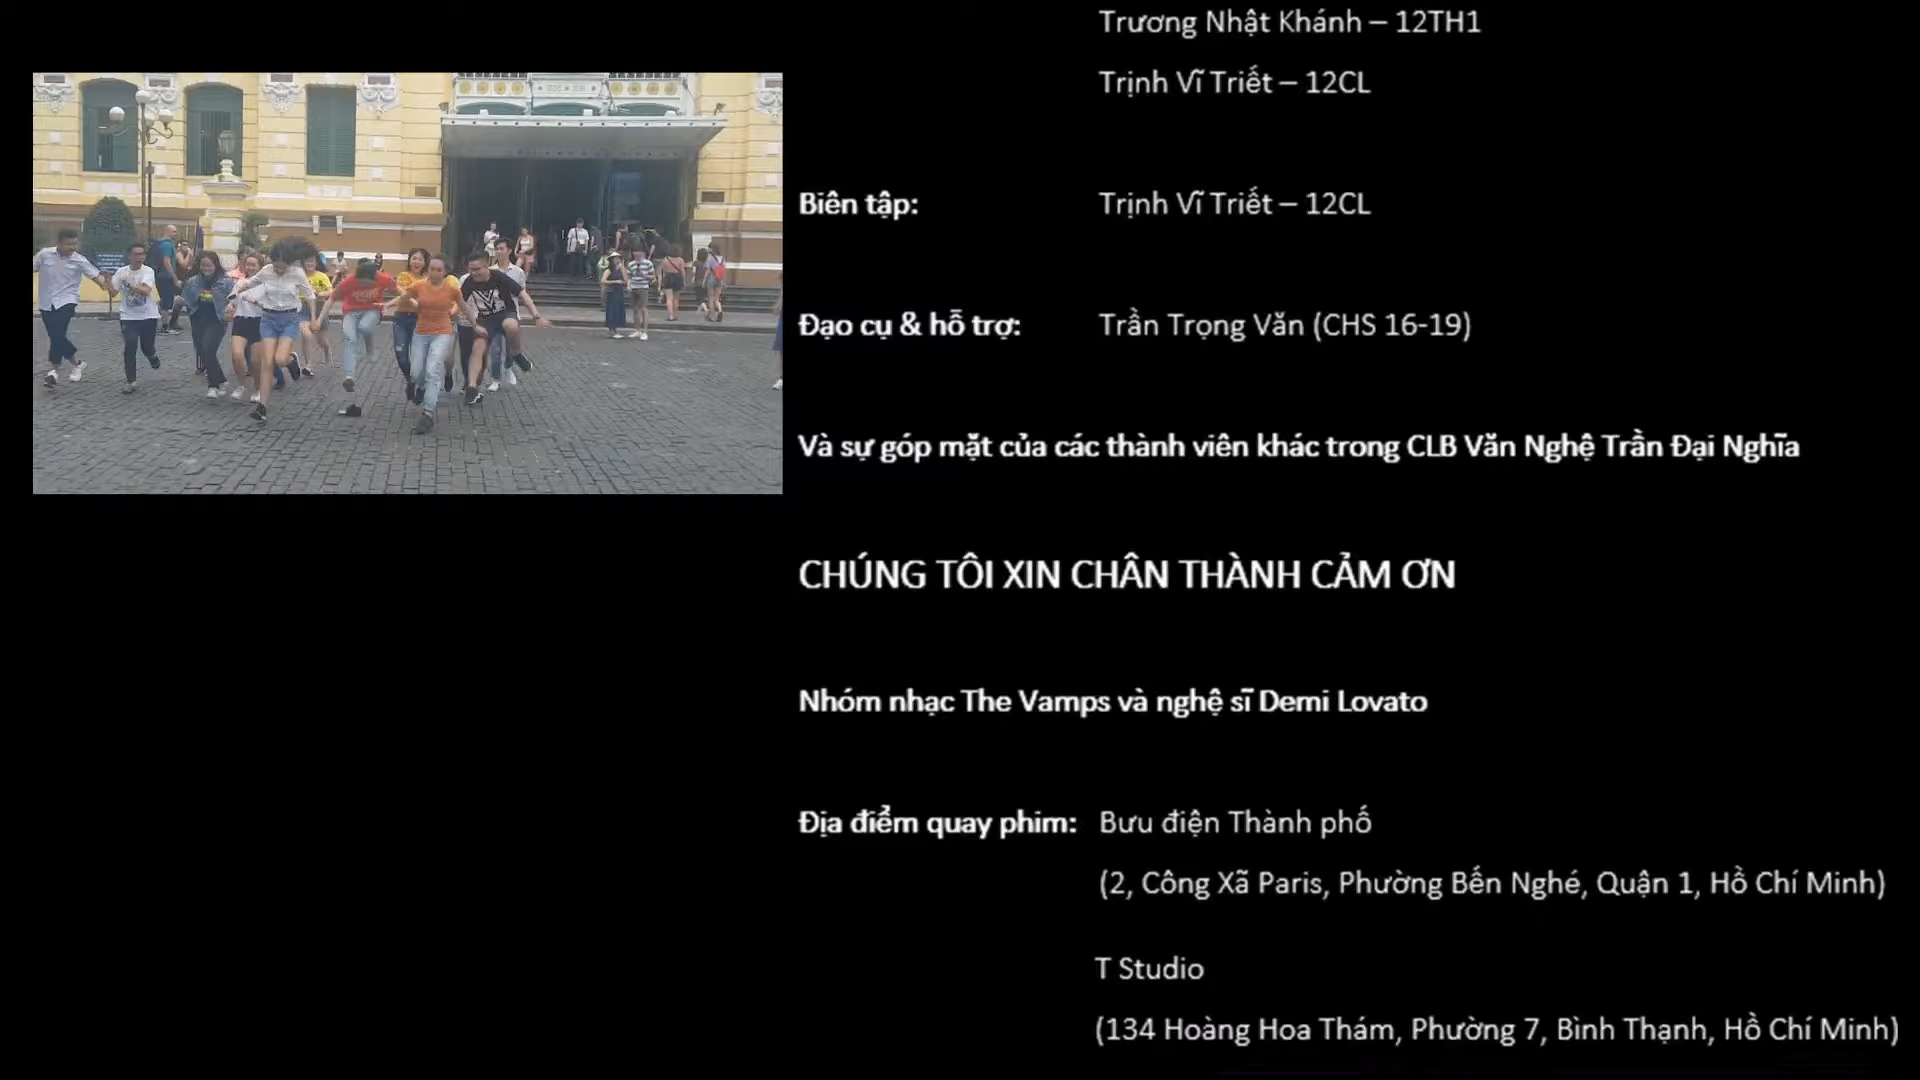 Trương Nhật Khánh – 12TH1
Trịnh Vĩ Triết – 12CL
Biên tập: Trịnh Vĩ Triết – 12CL
Đạo cụ & hỗ trợ: Trần Trọng Văn (CHS 16-19)
Và sự góp mặt của các thành viên khác trong CLB Văn Nghệ Trần Đại Nghĩa
CHÚNG TÔI XIN CHÂN THÀNH CẢM ƠN
Nhóm nhạc The Vamps và nghệ sĩ Demi Lovato
Địa điểm quay phim: Bưu điện Thành phố
(2, Công Xã Paris, Phường Bến Nghé, Quận 1, Hồ Chí Minh)
T Studio
(134 Hoàng Hoa Thám, Phường 7, Bình Thạnh, Hồ Chí Minh)